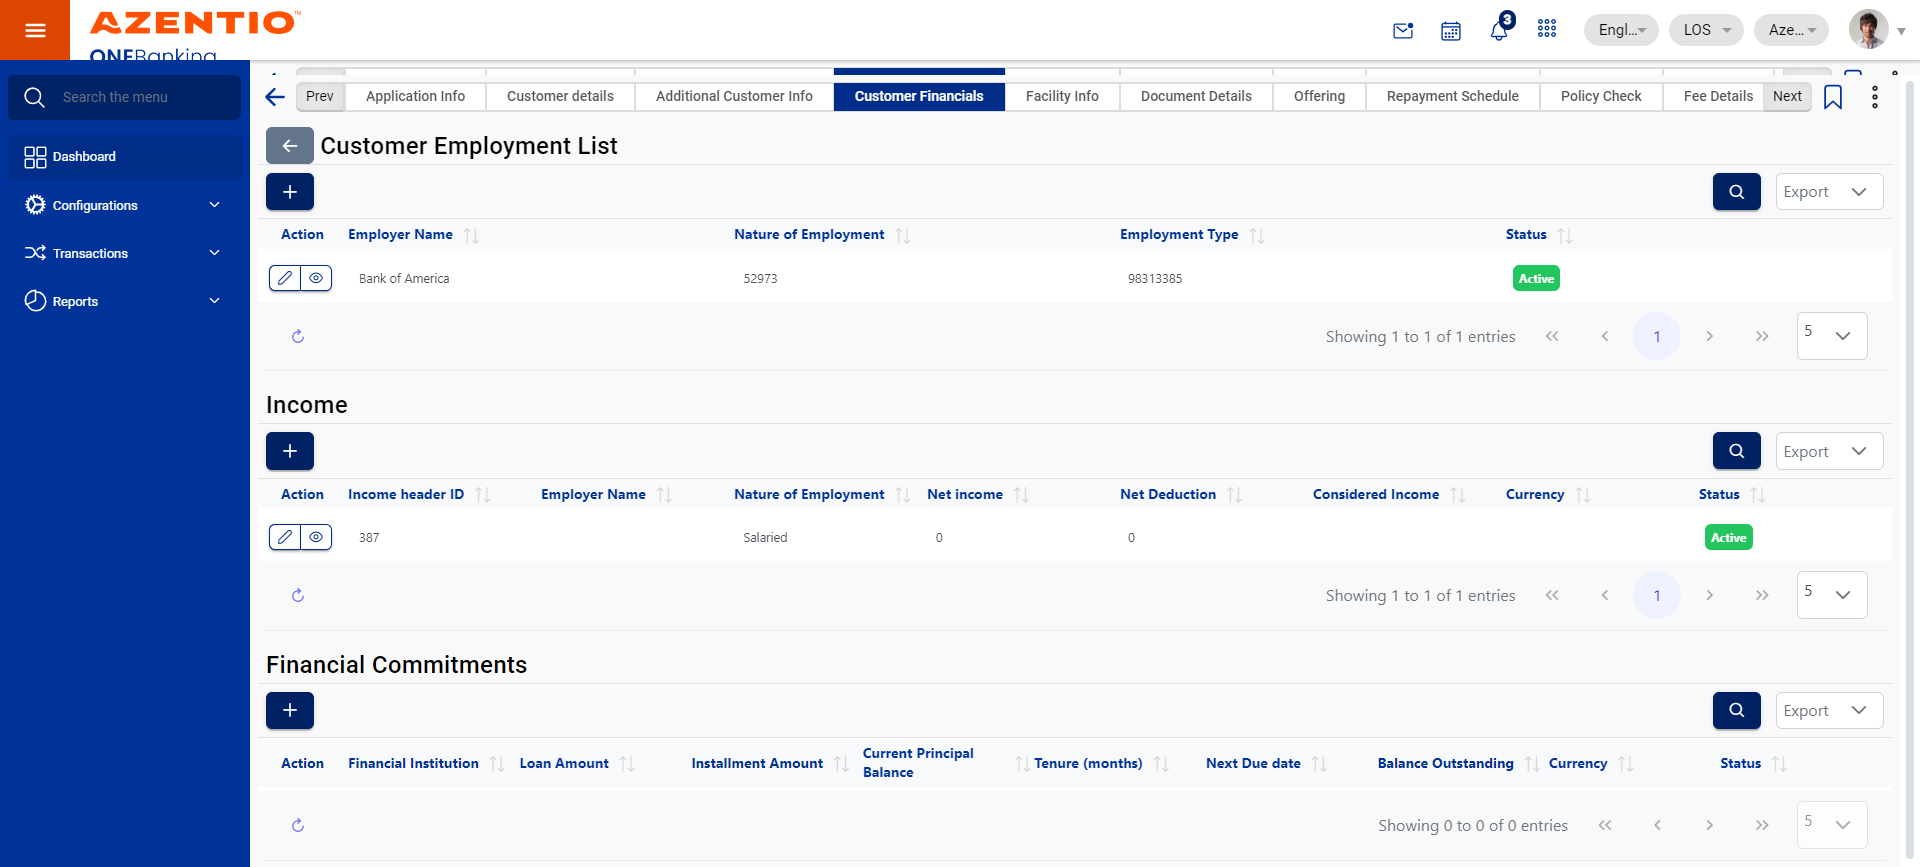 AZENTIO™
ONEBanking
3
Engl...
LOS
Aze...
Search the menu
Dashboard
Configurations
Transactions
Reports
Prev
Application Info
Customer details
Additional Customer Info
Customer Financials
Facility Info
Document Details
Offering
Repayment Schedule
Policy Check
Fee Details
Next
Customer Employment List
Export
Action Employer Name Nature of Employment Employment Type Status
Bank of America 52973 98313385 Active
Showing 1 to 1 of 1 entries 1 5
Income
Export
Action Income header ID Employer Name Nature of Employment Net income Net Deduction Considered Income Currency Status
387 Salaried 0 0 Active
Showing 1 to 1 of 1 entries 1 5
Financial Commitments
Export
Action Financial Institution Loan Amount Installment Amount Current Principal Balance Tenure (months) Next Due date Balance Outstanding Currency Status
Showing 0 to 0 of 0 entries 5